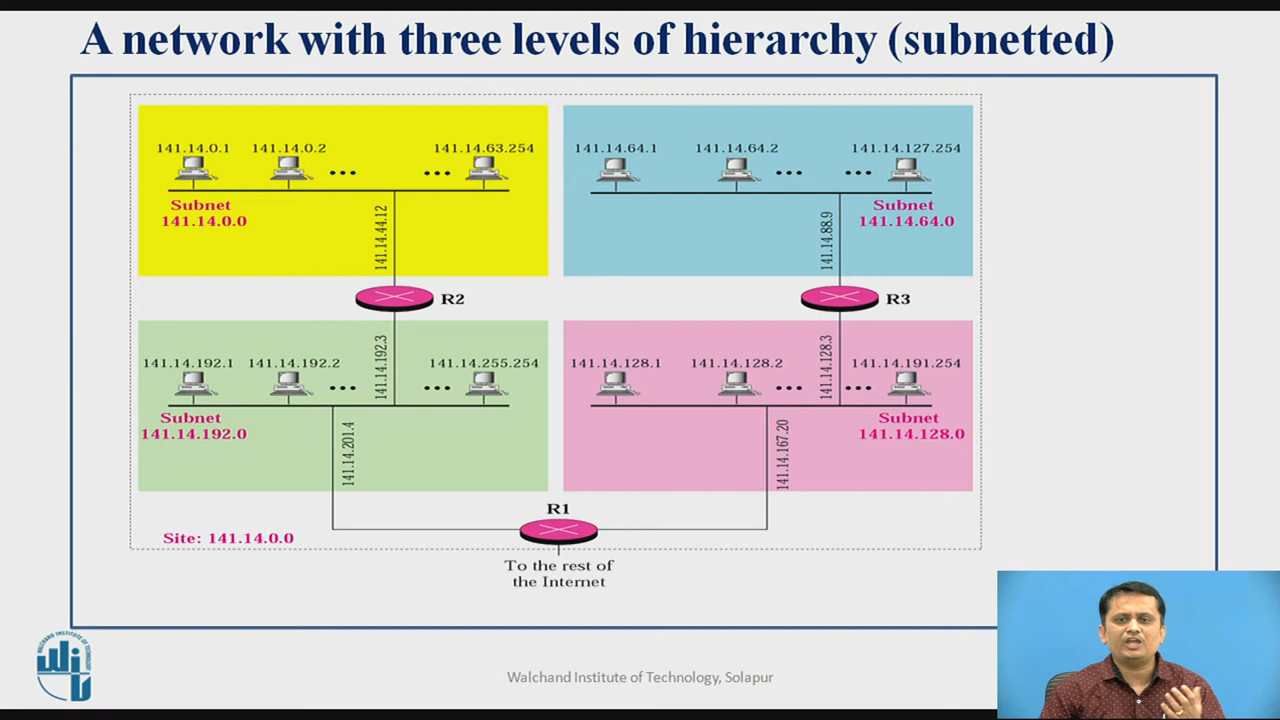 A network with three levels of hierarchy (subnetted)
141.14.0.1 141.14.0.2 141.14.63.254
Subnet
141.14.0.0
141.14.44.12
R2
141.14.64.1 141.14.64.2 141.14.127.254
Subnet
141.14.64.0
141.14.88.9
R3
141.14.192.1 141.14.192.2 141.14.255.254
141.14.192.3
Subnet
141.14.192.0
141.14.201.4
141.14.128.1 141.14.128.2 141.14.191.254
141.14.128.3
Subnet
141.14.128.0
141.14.167.20
R1
Site: 141.14.0.0
To the rest of
the Internet
WALCHAND INSTITUTE OF TECHNOLOGY
WIT
Walchand Institute of Technology, Solapur